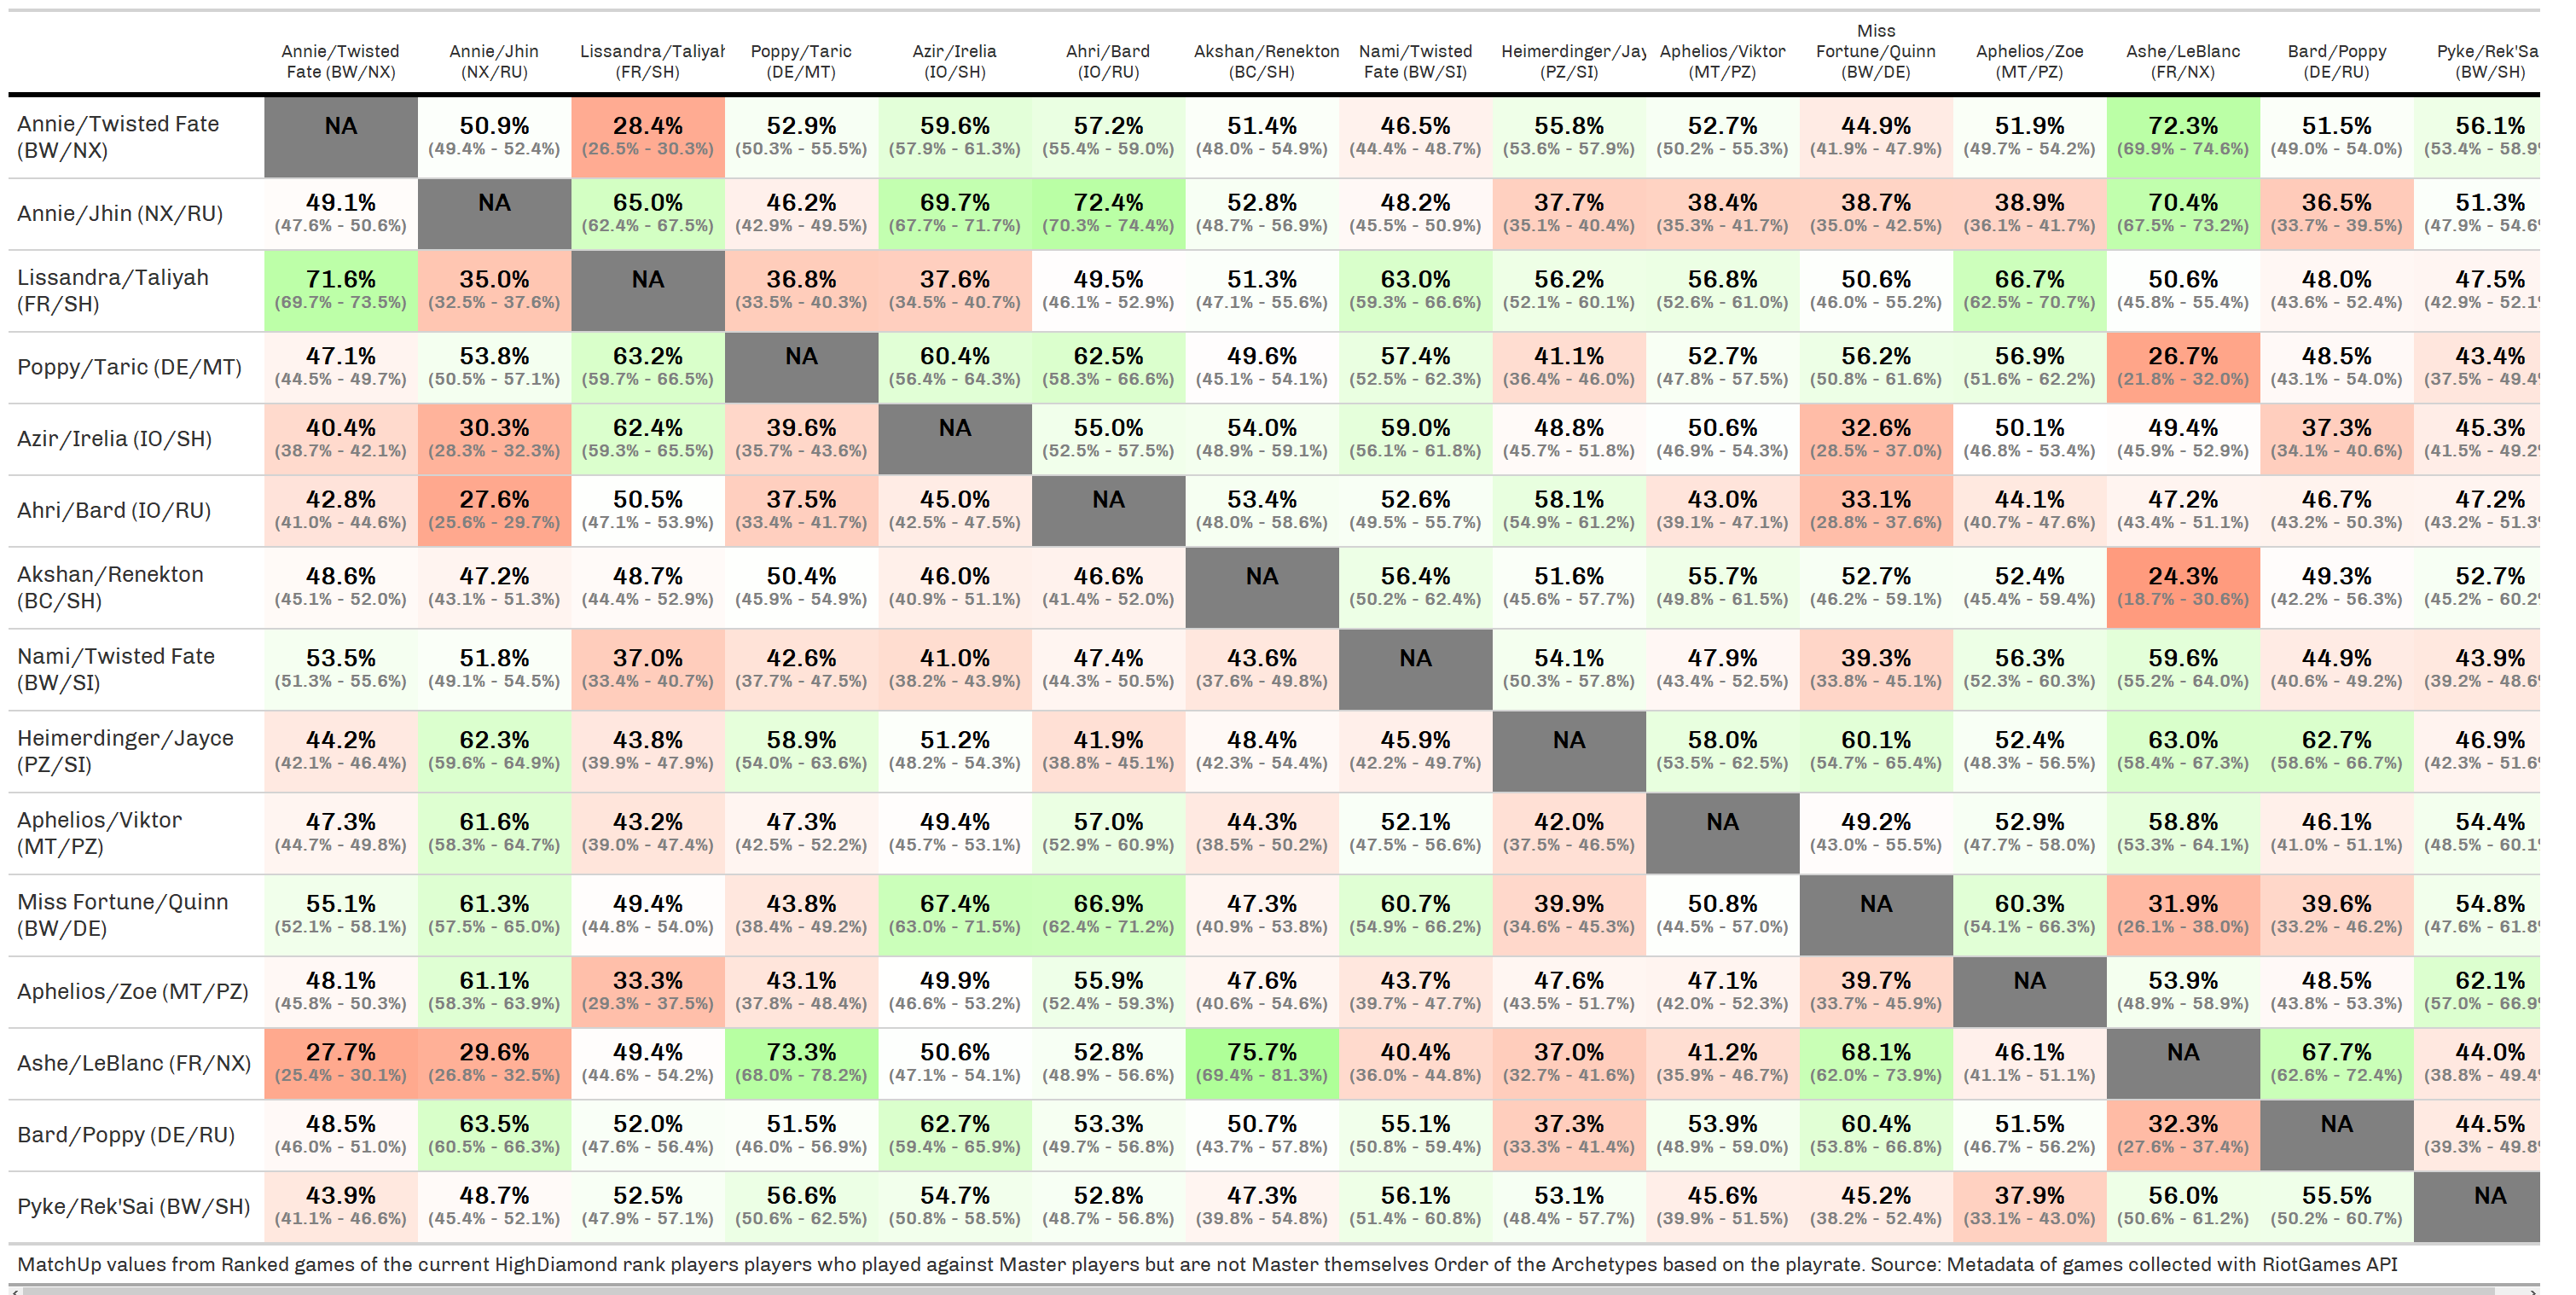 Annie/Twisted Fate (BW/NX) Annie/Jhin (NX/RU) Lissandra/Taliyah (FR/SH) Poppy/Taric (DE/MT) Azir/Irelia (IO/SH) Ahri/Bard (IO/RU) Akshan/Renekton (BC/SH) Nami/Twisted Fate (BW/SI) Heimerdinger/Jay (PZ/SI) Aphelios/Viktor (MT/PZ) Miss Fortune/Quinn (BW/DE) Aphelios/Zoe (MT/PZ) Ashe/LeBlanc (FR/NX) Bard/Poppy (DE/RU) Pyke/Rek'Sa (BW/SH)
Annie/Twisted Fate (BW/NX) NA 50.9% 28.4% 52.9% 59.6% 57.2% 51.4% 46.5% 55.8% 52.7% 44.9% 51.9% 72.3% 51.5% 56.1%
(49.4% - 52.4%) (26.5% - 30.3%) (50.3% - 55.5%) (57.9% - 61.3%) (55.4% - 59.0%) (48.0% - 54.9%) (44.4% - 48.7%) (53.6% - 57.9%) (50.2% - 55.3%) (41.9% - 47.9%) (49.7% - 54.2%) (69.9% - 74.6%) (49.0% - 54.0%) (53.4% - 58.9%
Annie/Jhin (NX/RU) 49.1% NA 65.0% 46.2% 69.7% 72.4% 52.8% 48.2% 37.7% 38.4% 38.7% 38.9% 70.4% 36.5% 51.3%
(47.6% - 50.6%) (62.4% - 67.5%) (42.9% - 49.5%) (67.7% - 71.7%) (70.3% - 74.4%) (48.7% - 56.9%) (45.5% - 50.9%) (35.1% - 40.4%) (35.3% - 41.7%) (35.0% - 42.5%) (36.1% - 41.7%) (67.5% - 73.2%) (33.7% - 39.5%) (47.9% - 54.6%
Lissandra/Taliyah (FR/SH) 71.6% 35.0% NA 36.8% 37.6% 49.5% 51.3% 63.0% 56.2% 56.8% 50.6% 66.7% 50.6% 48.0% 47.5%
(69.7% - 73.5%) (32.5% - 37.6%) (33.5% - 40.3%) (34.5% - 40.7%) (46.1% - 52.9%) (47.1% - 55.6%) (59.3% - 66.6%) (52.1% - 60.1%) (52.6% - 61.0%) (46.0% - 55.2%) (62.5% - 70.7%) (45.8% - 55.4%) (43.6% - 52.4%) (42.9% - 52.1%
Poppy/Taric (DE/MT) 47.1% 53.8% 63.2% NA 60.4% 62.5% 49.6% 57.4% 41.1% 52.7% 56.2% 56.9% 26.7% 48.5% 43.4%
(44.5% - 49.7%) (50.5% - 57.1%) (59.7% - 66.5%) (56.4% - 64.3%) (58.3% - 66.6%) (45.1% - 54.1%) (52.5% - 62.3%) (36.4% - 46.0%) (47.8% - 57.5%) (50.8% - 61.6%) (51.6% - 62.2%) (21.8% - 32.0%) (43.1% - 54.0%) (37.5% - 49.4%
Azir/Irelia (IO/SH) 40.4% 30.3% 62.4% 39.6% NA 55.0% 54.0% 59.0% 48.8% 50.6% 32.6% 50.1% 49.4% 37.3% 45.3%
(38.7% - 42.1%) (28.3% - 32.3%) (59.3% - 65.5%) (35.7% - 43.6%) (52.5% - 57.5%) (48.9% - 59.1%) (56.1% - 61.8%) (45.7% - 51.8%) (46.9% - 54.3%) (28.5% - 37.0%) (46.8% - 53.4%) (45.9% - 52.9%) (34.1% - 40.6%) (41.5% - 49.2%
Ahri/Bard (IO/RU) 42.8% 27.6% 50.5% 37.5% 45.0% NA 53.4% 52.6% 58.1% 43.0% 33.1% 44.1% 47.2% 46.7% 47.2%
(41.0% - 44.6%) (25.6% - 29.7%) (47.1% - 53.9%) (33.4% - 41.7%) (42.5% - 47.5%) (48.0% - 58.6%) (49.5% - 55.7%) (54.9% - 61.2%) (39.1% - 47.1%) (28.8% - 37.6%) (40.7% - 47.6%) (43.4% - 51.1%) (43.2% - 50.3%) (43.2% - 51.3%
Akshan/Renekton (BC/SH) 48.6% 47.2% 48.7% 50.4% 46.0% 46.6% NA 56.4% 51.6% 55.7% 52.7% 52.4% 24.3% 49.3% 52.7%
(45.1% - 52.0%) (43.1% - 51.3%) (44.4% - 52.9%) (45.9% - 54.9%) (40.9% - 51.1%) (41.4% - 52.0%) (50.2% - 62.4%) (45.6% - 57.7%) (49.8% - 61.5%) (46.2% - 59.1%) (45.4% - 59.4%) (18.7% - 30.6%) (42.2% - 56.3%) (45.2% - 60.2%
Nami/Twisted Fate (BW/SI) 53.5% 51.8% 37.0% 42.6% 41.0% 47.4% 43.6% NA 54.1% 47.9% 39.3% 56.3% 59.6% 44.9% 43.9%
(51.3% - 55.6%) (49.1% - 54.5%) (33.4% - 40.7%) (37.7% - 47.5%) (38.2% - 43.9%) (44.3% - 50.5%) (37.6% - 49.8%) (50.3% - 57.8%) (43.4% - 52.5%) (33.8% - 45.1%) (52.3% - 60.3%) (55.2% - 64.0%) (40.6% - 49.2%) (39.2% - 48.6%
Heimerdinger/Jayce (PZ/SI) 44.2% 62.3% 43.8% 58.9% 51.2% 41.9% 48.4% 45.9% NA 58.0% 60.1% 52.4% 63.0% 62.7% 46.9%
(42.1% - 46.4%) (59.6% - 64.9%) (39.9% - 47.9%) (54.0% - 63.6%) (48.2% - 54.3%) (38.8% - 45.1%) (42.3% - 54.4%) (42.2% - 49.7%) (53.5% - 62.5%) (54.7% - 65.4%) (48.3% - 56.5%) (58.4% - 67.3%) (58.6% - 66.7%) (42.3% - 51.6%
Aphelios/Viktor (MT/PZ) 47.3% 61.6% 43.2% 47.3% 49.4% 57.0% 44.3% 52.1% 42.0% NA 49.2% 52.9% 58.8% 46.1% 54.4%
(44.7% - 49.8%) (58.3% - 64.7%) (39.0% - 47.4%) (42.5% - 52.2%) (45.7% - 53.1%) (52.9% - 60.9%) (38.5% - 50.2%) (47.5% - 56.6%) (37.5% - 46.5%) (43.0% - 55.5%) (47.7% - 58.0%) (53.3% - 64.1%) (41.0% - 51.1%) (48.5% - 60.1%
Miss Fortune/Quinn (BW/DE) 55.1% 61.3% 49.4% 43.8% 67.4% 66.9% 47.3% 60.7% 39.9% 50.8% NA 60.3% 31.9% 39.6% 54.8%
(52.1% - 58.1%) (57.5% - 65.0%) (44.8% - 54.0%) (38.4% - 49.2%) (63.0% - 71.5%) (62.4% - 71.2%) (40.9% - 53.8%) (54.9% - 66.2%) (34.6% - 45.3%) (44.5% - 57.0%) (54.1% - 66.3%) (26.1% - 38.0%) (33.2% - 46.2%) (47.6% - 61.8%
Aphelios/Zoe (MT/PZ) 48.1% 61.1% 33.3% 43.1% 49.9% 55.9% 47.6% 43.7% 47.6% 47.1% 39.7% NA 53.9% 48.5% 62.1%
(45.8% - 50.3%) (58.3% - 63.9%) (29.3% - 37.5%) (37.8% - 48.4%) (46.6% - 53.2%) (52.4% - 59.3%) (40.6% - 54.6%) (39.7% - 47.7%) (43.5% - 51.7%) (42.0% - 52.3%) (33.7% - 45.9%) (48.9% - 58.9%) (43.8% - 53.3%) (57.0% - 66.9%
Ashe/LeBlanc (FR/NX) 27.7% 29.6% 49.4% 73.3% 50.6% 52.8% 75.7% 40.4% 37.0% 41.2% 68.1% 46.1% NA 67.7% 44.0%
(25.4% - 30.1%) (26.8% - 32.5%) (44.6% - 54.2%) (68.0% - 78.2%) (47.1% - 54.1%) (48.9% - 56.6%) (69.4% - 81.3%) (36.0% - 44.8%) (32.7% - 41.6%) (35.9% - 46.7%) (62.0% - 73.9%) (41.1% - 51.1%) (62.6% - 72.4%) (38.8% - 49.4%
Bard/Poppy (DE/RU) 48.5% 63.5% 52.0% 51.5% 62.7% 53.3% 50.7% 55.1% 37.3% 53.9% 60.4% 51.5% 32.3% NA 44.5%
(46.0% - 51.0%) (60.5% - 66.3%) (47.6% - 56.4%) (46.0% - 56.9%) (59.4% - 65.9%) (49.7% - 56.8%) (43.7% - 57.8%) (50.8% - 59.4%) (33.3% - 41.4%) (48.9% - 59.0%) (53.8% - 66.8%) (46.7% - 56.2%) (27.6% - 37.4%) (39.3% - 49.8%
Pyke/Rek'Sai (BW/SH) 43.9% 48.7% 52.5% 56.6% 54.7% 52.8% 47.3% 56.1% 53.1% 45.6% 45.2% 37.9% 56.0% 55.5% NA
(41.1% - 46.6%) (45.4% - 52.1%) (47.9% - 57.1%) (50.6% - 62.5%) (50.8% - 58.5%) (48.7% - 56.8%) (39.8% - 54.8%) (51.4% - 60.8%) (48.4% - 57.7%) (39.9% - 51.5%) (38.2% - 52.4%) (33.1% - 43.0%) (50.6% - 61.2%) (50.2% - 60.7%)
MatchUp values from Ranked games of the current HighDiamond rank players players who played against Master players but are not Master themselves Order of the Archetypes based on the playrate. Source: Metadata of games collected with RiotGames API